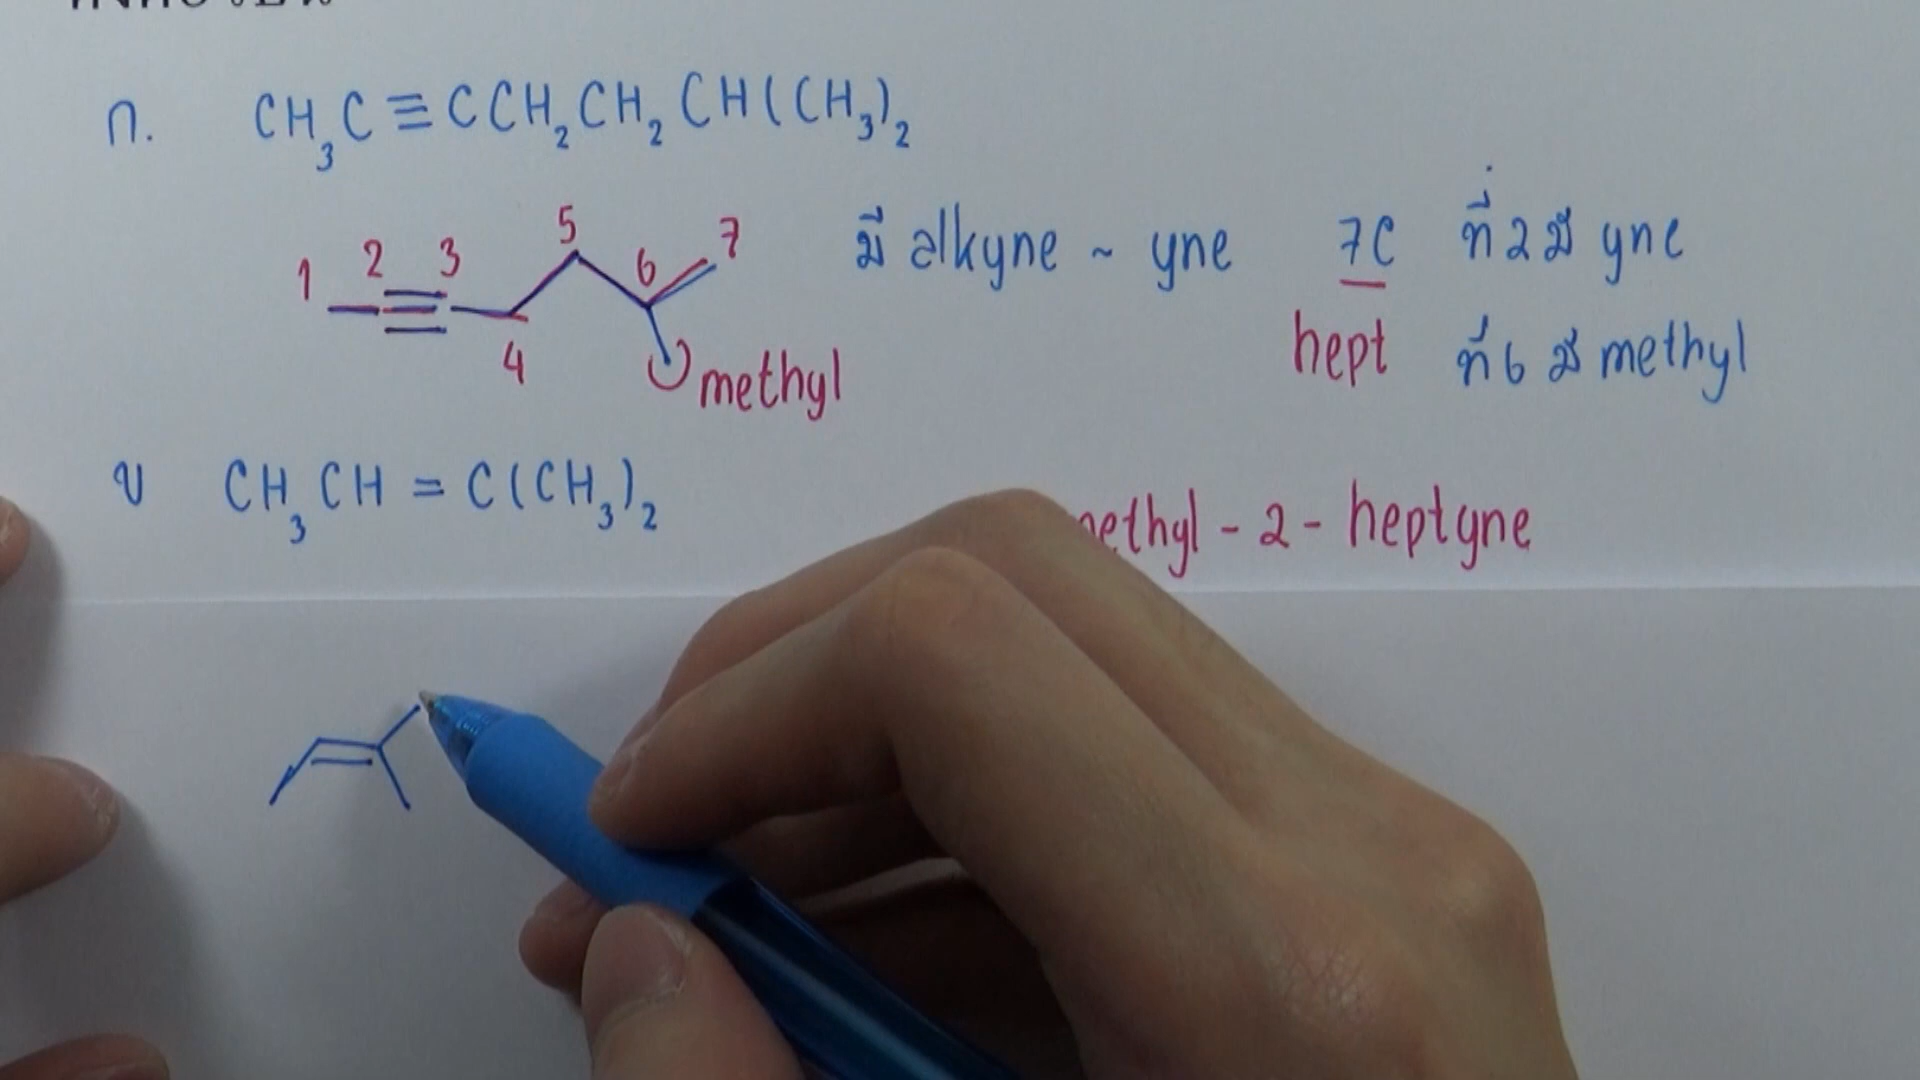 ก. CH₃C≡CCH₂CH₂CH(CH₃)₂
1 2 3 4 5 6 7 methyl
มี alkyne ~ yne 7C ที่ 2 มี yne
hept ที่ 6 มี methyl
ข CH₃CH=C(CH₃)₂
ethyl - 2 - heptyne